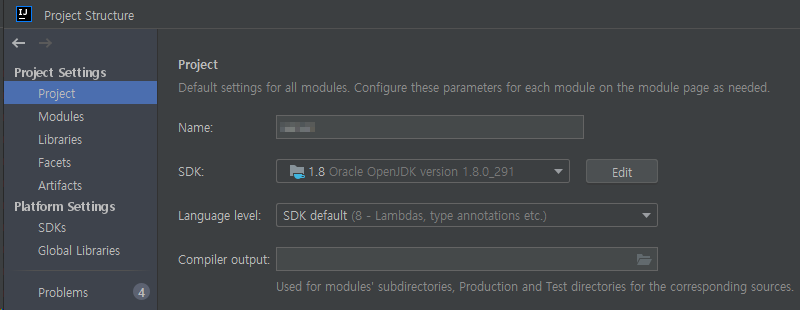 IJ
Project Structure
Project Settings
Project
Modules
Libraries
Facets
Artifacts
Platform Settings
SDKs
Global Libraries
Problems 4
Project
Default settings for all modules. Configure these parameters for each module on the module page as needed.
Name:
SDK: 1.8 Oracle OpenJDK version 1.8.0_291 Edit
Language level: SDK default (8 - Lambdas, type annotations etc.)
Compiler output:
Used for modules' subdirectories, Production and Test directories for the corresponding sources.